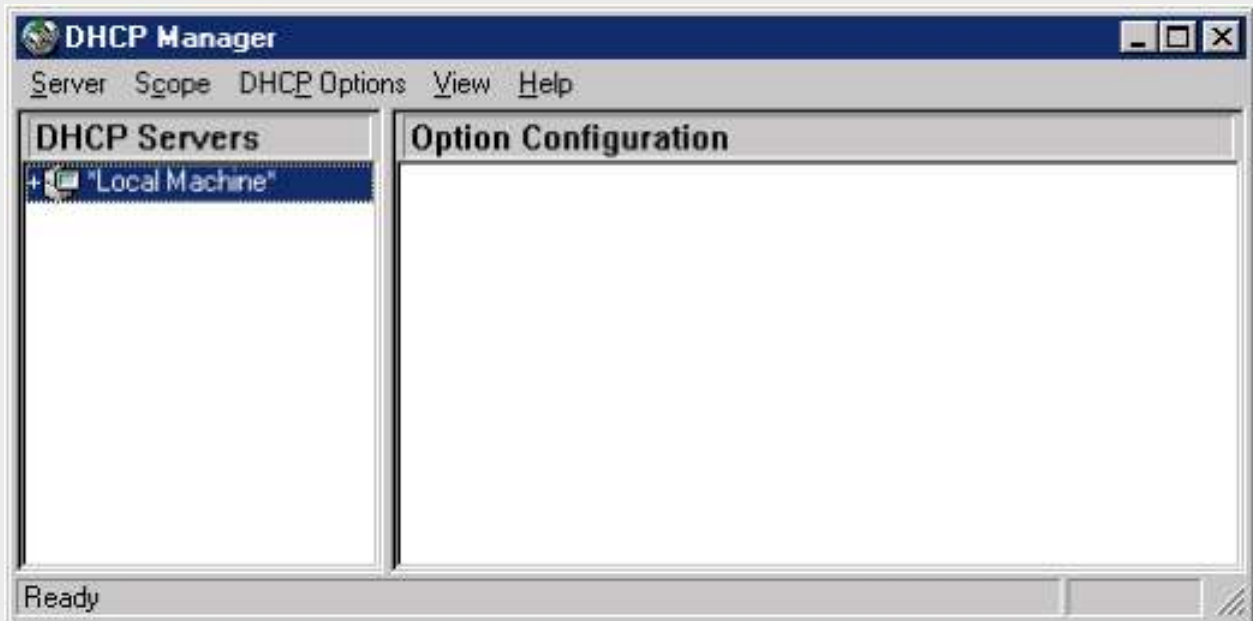 DHCP Manager
Server Scope DHCP Options View Help
DHCP Servers
Option Configuration
+ "Local Machine"
Ready